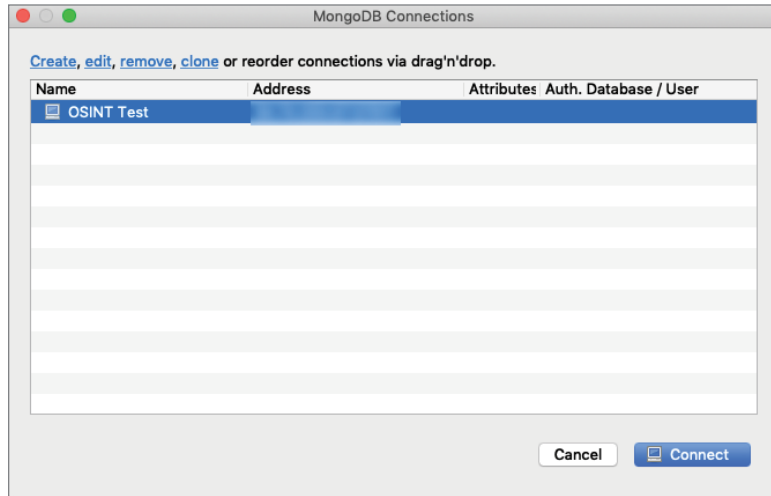 MongoDB Connections
Create, edit, remove, clone or reorder connections via drag'n'drop.
Name Address Attributes Auth. Database / User
OSINT Test
Cancel Connect